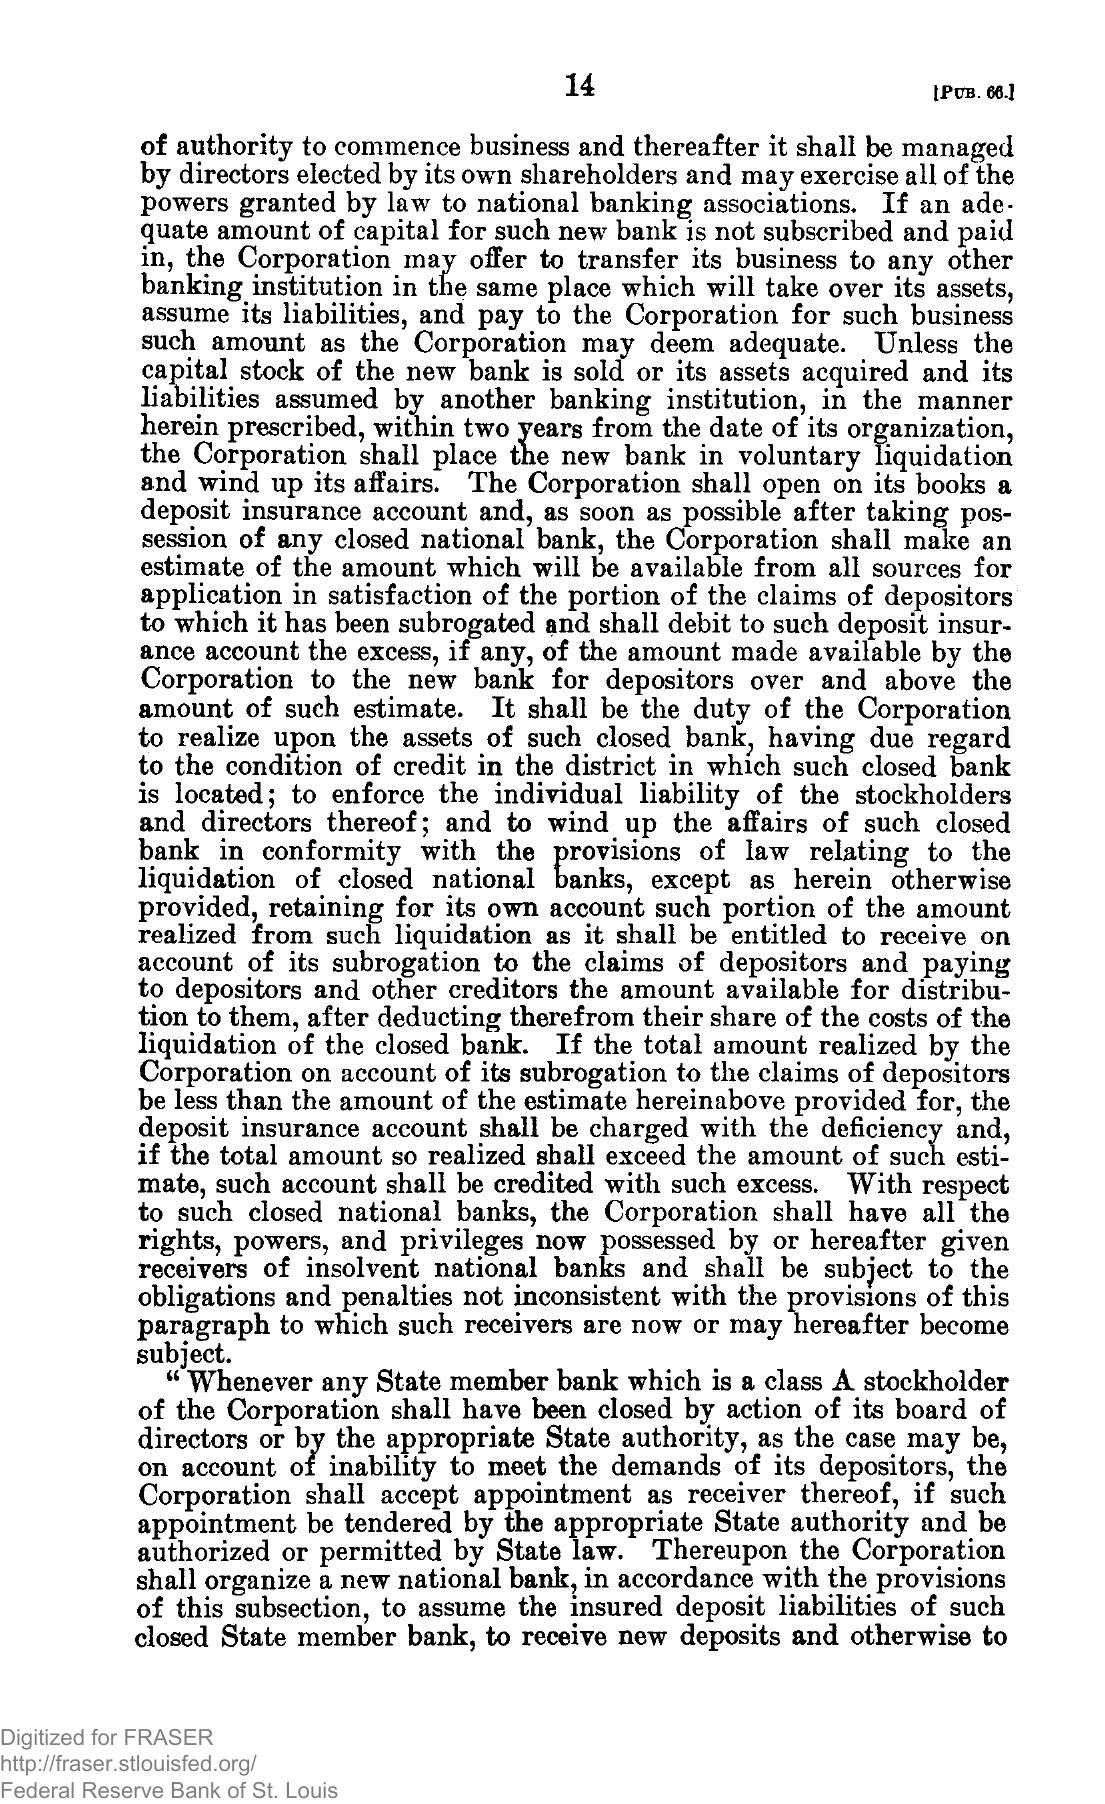 14
[PUB. 66.]
of authority to commence business and thereafter it shall be managed
by directors elected by its own shareholders and may exercise all of the
powers granted by law to national banking associations. If an ade-
quate amount of capital for such new bank is not subscribed and paid
in, the Corporation may offer to transfer its business to any other
banking institution in the same place which will take over its assets,
assume its liabilities, and pay to the Corporation for such business
such amount as the Corporation may deem adequate. Unless the
capital stock of the new bank is sold or its assets acquired and its
liabilities assumed by another banking institution, in the manner
herein prescribed, within two years from the date of its organization,
the Corporation shall place the new bank in voluntary liquidation
and wind up its affairs. The Corporation shall open on its books a
deposit insurance account and, as soon as possible after taking pos-
session of any closed national bank, the Corporation shall make an
estimate of the amount which will be available from all sources for
application in satisfaction of the portion of the claims of depositors
to which it has been subrogated and shall debit to such deposit insur-
ance account the excess, if any, of the amount made available by the
Corporation to the new bank for depositors over and above the
amount of such estimate. It shall be the duty of the Corporation
to realize upon the assets of such closed bank, having due regard
to the condition of credit in the district in which such closed bank
is located; to enforce the individual liability of the stockholders
and directors thereof; and to wind up the affairs of such closed
bank in conformity with the provisions of law relating to the
liquidation of closed national banks, except as herein otherwise
provided, retaining for its own account such portion of the amount
realized from such liquidation as it shall be entitled to receive on
account of its subrogation to the claims of depositors and paying
to depositors and other creditors the amount available for distribu-
tion to them, after deducting therefrom their share of the costs of the
liquidation of the closed bank. If the total amount realized by the
Corporation on account of its subrogation to the claims of depositors
be less than the amount of the estimate hereinabove provided for, the
deposit insurance account shall be charged with the deficiency and,
if the total amount so realized shall exceed the amount of such esti-
mate, such account shall be credited with such excess. With respect
to such closed national banks, the Corporation shall have all the
rights, powers, and privileges now possessed by or hereafter given
receivers of insolvent national banks and shall be subject to the
obligations and penalties not inconsistent with the provisions of this
paragraph to which such receivers are now or may hereafter become
subject.
“Whenever any State member bank which is a class A stockholder
of the Corporation shall have been closed by action of its board of
directors or by the appropriate State authority, as the case may be,
on account of inability to meet the demands of its depositors, the
Corporation shall accept appointment as receiver thereof, if such
appointment be tendered by the appropriate State authority and be
authorized or permitted by State law. Thereupon the Corporation
shall organize a new national bank, in accordance with the provisions
of this subsection, to assume the insured deposit liabilities of such
closed State member bank, to receive new deposits and otherwise to
Digitized for FRASER
http://fraser.stlouisfed.org/
Federal Reserve Bank of St. Louis